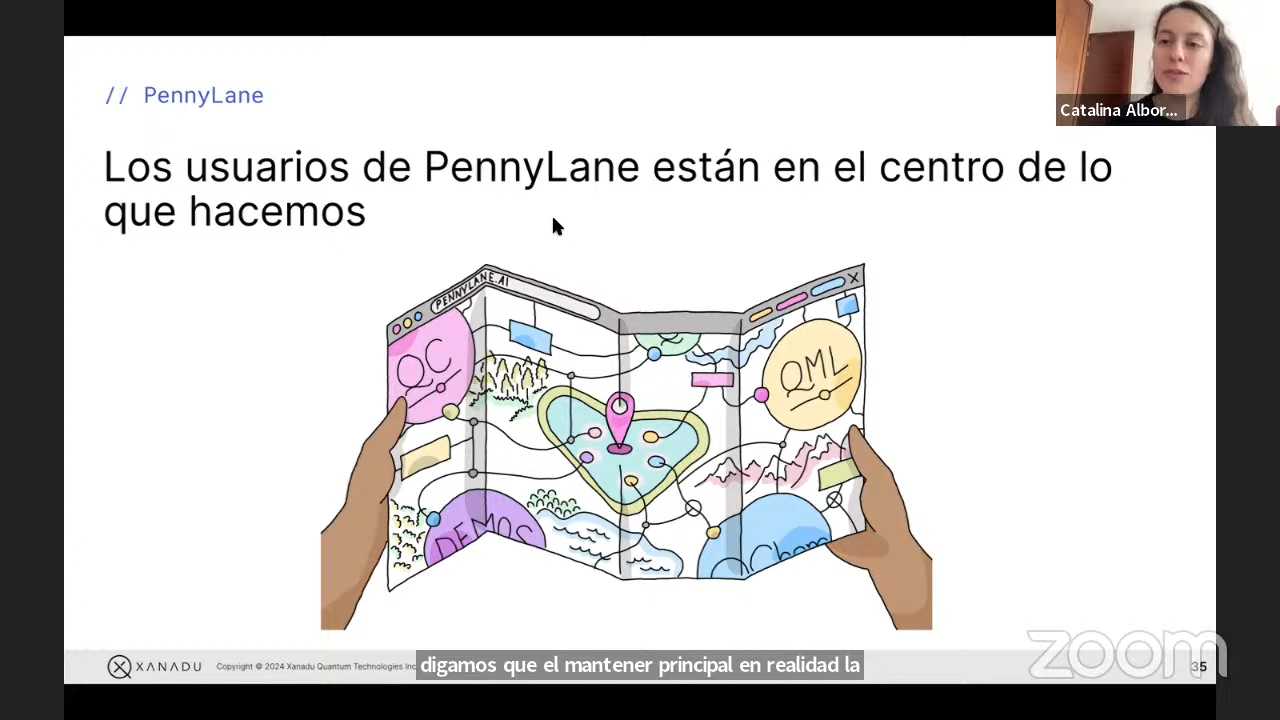 // PennyLane
Catalina Albor...
Los usuarios de PennyLane están en el centro de lo
que hacemos
PENNYLANE.AI
X
QC
QML
DEMOS
QChem
XANADU
Copyright © 2024 Xanadu Quantum Technologies Inc
digamos que el mantener principal en realidad la
zoom
35